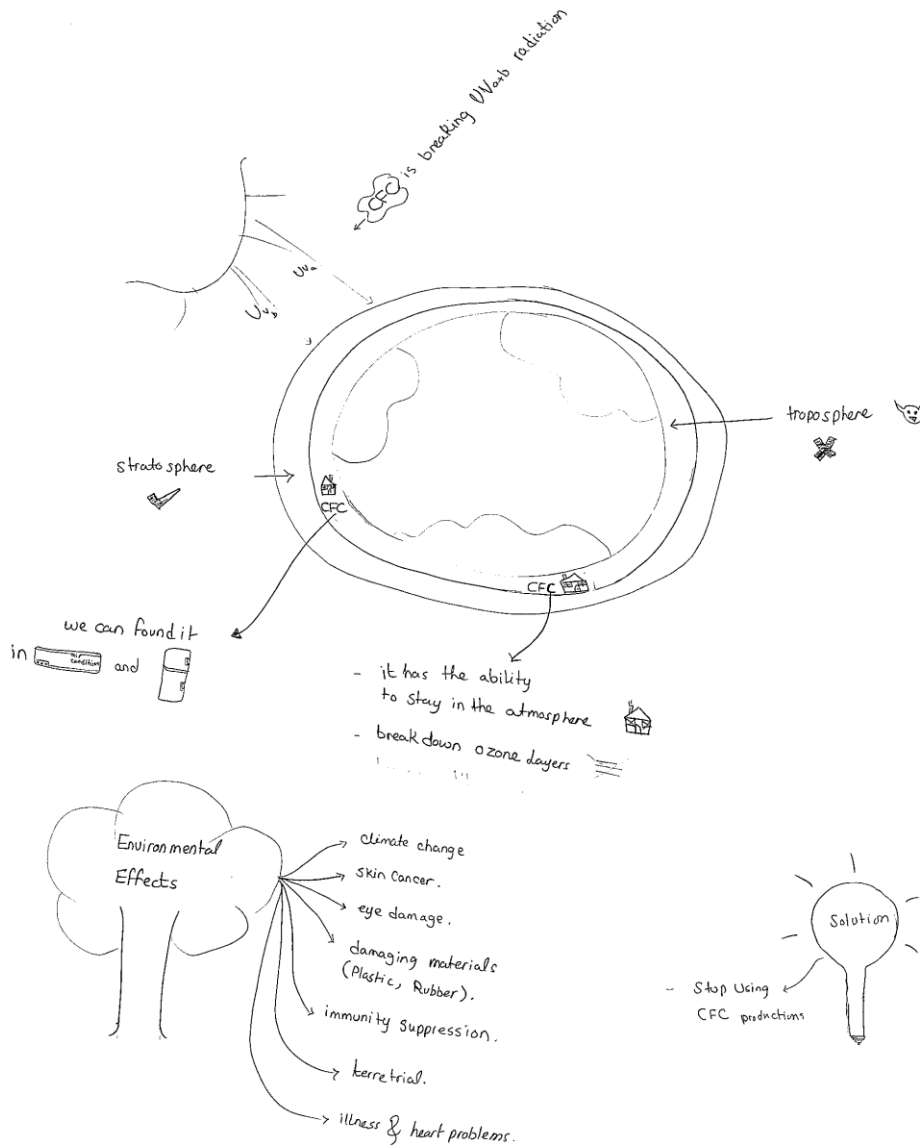 CFC is breaking UVa+b radiation
UVa
UVb
troposphere
stratosphere
CFC
CFC
we can found it
in air condition and
- it has the ability
to stay in the atmosphere
- breakdown ozone layers
Environmental
Effects
climate change
skin cancer.
eye damage.
damaging materials
(Plastic, Rubber).
immunity suppression.
terretrial.
illness & heart problems.
Solution
- Stop Using
CFC productions